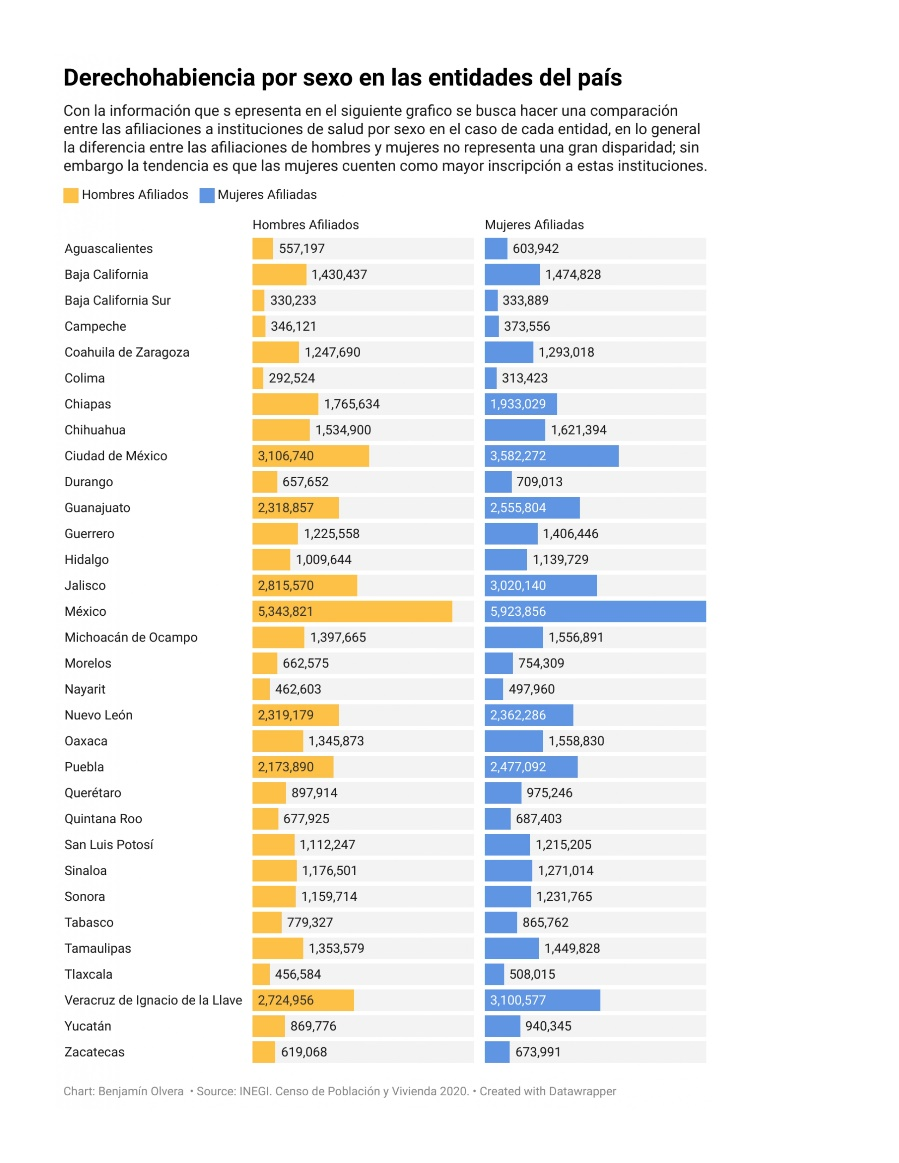 Derechohabiencia por sexo en las entidades del país
Con la información que s epresenta en el siguiente grafico se busca hacer una comparación
entre las afiliaciones a instituciones de salud por sexo en el caso de cada entidad, en lo general
la diferencia entre las afiliaciones de hombres y mujeres no representa una gran disparidad; sin
embargo la tendencia es que las mujeres cuenten como mayor inscripción a estas instituciones.
Hombres Afiliados Mujeres Afiliadas
Hombres Afiliados Mujeres Afiliadas
Aguascalientes 557,197 603,942
Baja California 1,430,437 1,474,828
Baja California Sur 330,233 333,889
Campeche 346,121 373,556
Coahuila de Zaragoza 1,247,690 1,293,018
Colima 292,524 313,423
Chiapas 1,765,634 1,933,029
Chihuahua 1,534,900 1,621,394
Ciudad de México 3,106,740 3,582,272
Durango 657,652 709,013
Guanajuato 2,318,857 2,555,804
Guerrero 1,225,558 1,406,446
Hidalgo 1,009,644 1,139,729
Jalisco 2,815,570 3,020,140
México 5,343,821 5,923,856
Michoacán de Ocampo 1,397,665 1,556,891
Morelos 662,575 754,309
Nayarit 462,603 497,960
Nuevo León 2,319,179 2,362,286
Oaxaca 1,345,873 1,558,830
Puebla 2,173,890 2,477,092
Querétaro 897,914 975,246
Quintana Roo 677,925 687,403
San Luis Potosí 1,112,247 1,215,205
Sinaloa 1,176,501 1,271,014
Sonora 1,159,714 1,231,765
Tabasco 779,327 865,762
Tamaulipas 1,353,579 1,449,828
Tlaxcala 456,584 508,015
Veracruz de Ignacio de la Llave 2,724,956 3,100,577
Yucatán 869,776 940,345
Zacatecas 619,068 673,991
Chart: Benjamín Olvera • Source: INEGI. Censo de Población y Vivienda 2020. • Created with Datawrapper